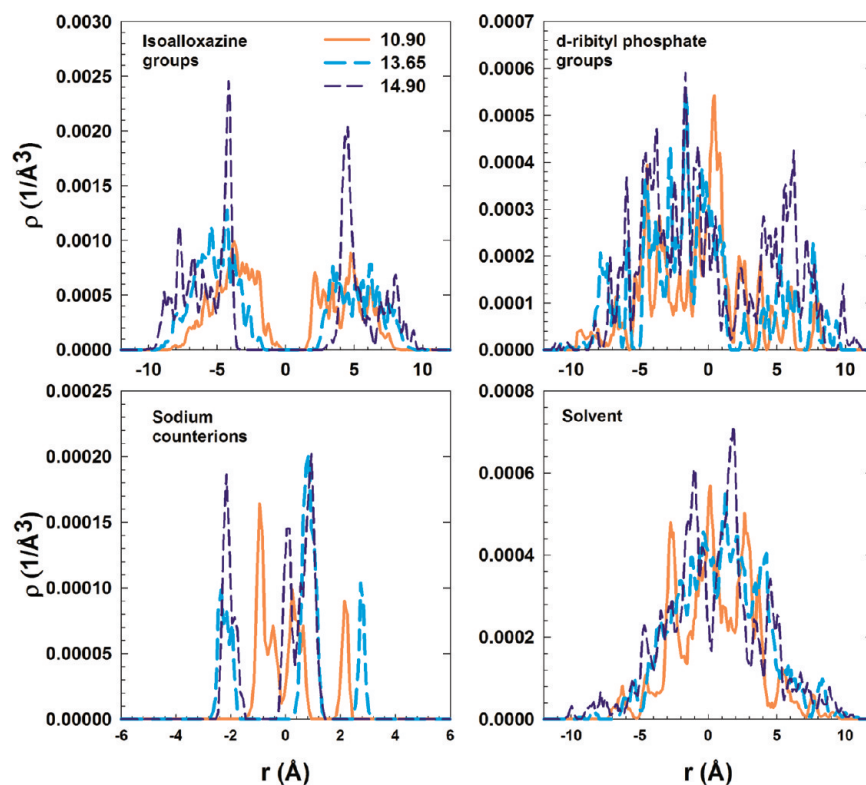 Isoalloxazine
groups
10.90
13.65
14.90
0.0030
0.0025
0.0020
0.0015
0.0010
0.0005
0.0000
ρ (1/Å3)
-10 -5 0 5 10
d-ribityl phosphate
groups
0.0007
0.0006
0.0005
0.0004
0.0003
0.0002
0.0001
0.0000
-10 -5 0 5 10
Sodium
counterions
0.00025
0.00020
0.00015
0.00010
0.00005
0.00000
ρ (1/Å3)
-6 -4 -2 0 2 4 6
r (Å)
Solvent
0.0008
0.0006
0.0004
0.0002
0.0000
-10 -5 0 5 10
r (Å)